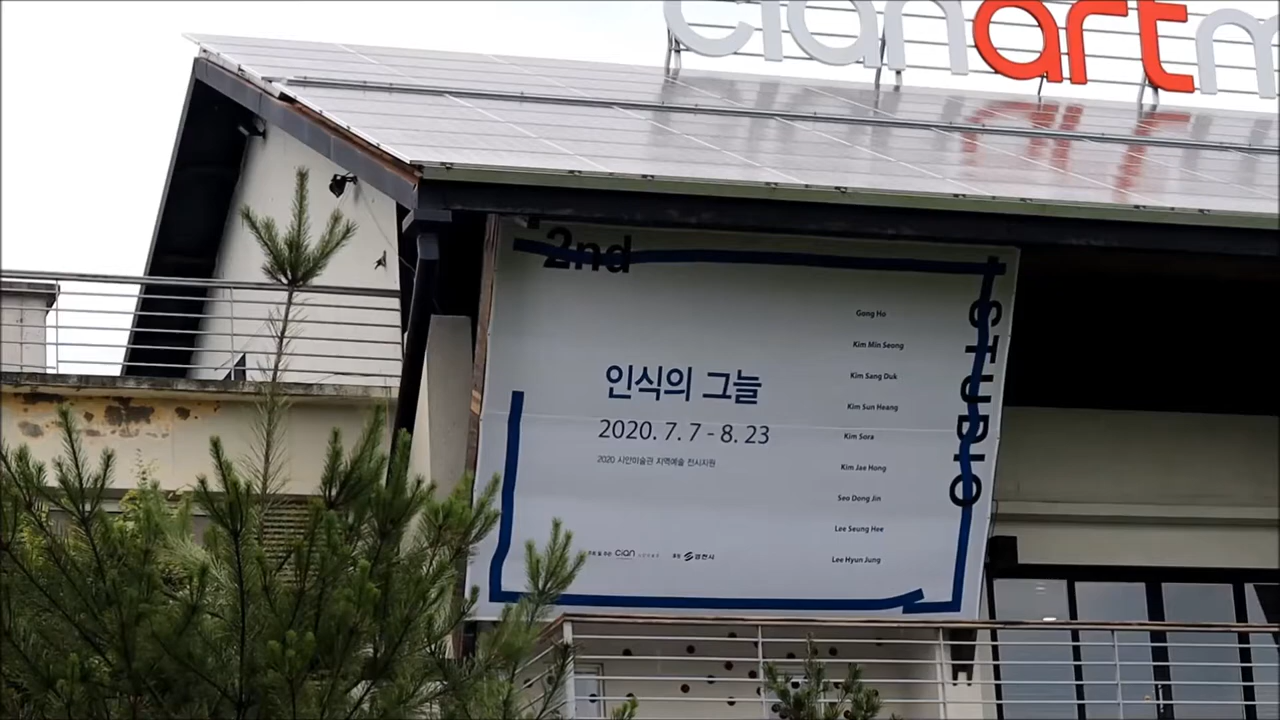 cianartm
2nd
STUDIO
Gong Ho
Kim Min Seong
Kim Sang Duk
Kim Sun Heang
Kim Sora
Kim Jae Hong
Seo Dong Jin
Lee Seung Hee
Lee Hyun Jung
인식의 그늘
2020. 7. 7 - 8. 23
2020 시안미술관 지역예술 전시지원
cian